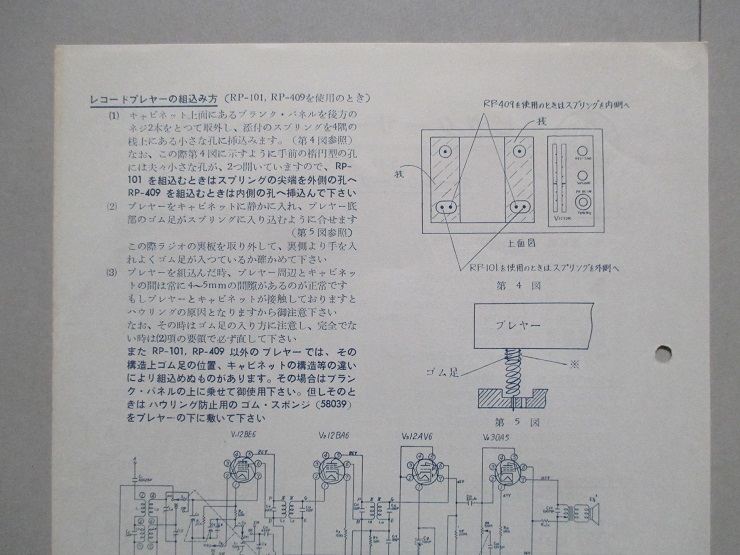 レコードプレヤーの組込み方 (RP-101, RP-409を使用のとき)
(1) キャビネット上面にあるブランク・パネルを後方の
ネジ2本をとつて取外し、添付のスプリングを4隅の
桟上にある小さな孔に挿込みます。(第4図参照)
なお、この際第4図に示すように手前の楕円型の孔
には夫々小さな孔が、2つ開いていますので、RP-
101 を組込むときはスプリングの尖端を外側の孔へ
RP-409 を組込むときは内側の孔へ挿込んで下さい
(2) プレヤーをキャビネットに静かに入れ、プレヤー底
部のゴム足がスプリングに入り込むように合せます
(第5図参照)
この際ラジオの裏板を取り外して、裏側より手を入
れよくゴム足が入つているか確かめて下さい
(3) プレヤーを組込んだ時、プレヤー周辺とキャビネッ
トの間は常に4~5mmの間隙があるのが正常です
もしプレヤーとキャビネットが接触しておりますと
ハウリングの原因となりますから御注意下さい
なお、その時はゴム足の入り方に注意し、完全でな
い時は(2)項の要領で必ず直して下さい
また RP-101, RP-409 以外のプレヤーでは、その
構造上ゴム足の位置、キャビネットの構造等の違い
により組込めぬものがあります。その場合はブラン
ク・パネルの上に乗せて御使用下さい。但しそのと
きは ハウリング防止用の ゴム・スポンジ (58039)
をプレヤーの下に敷いて下さい
RP-409を使用のときはスプリングを内側へ
桟
桟
VICTOR
上面図
RP-101を使用のときはスプリングを外側へ
第 4 図
プレヤー
ゴム足
※
第 5 図
V1 12BE6
V2 12BA6
V3 12AV6
V4 30A5